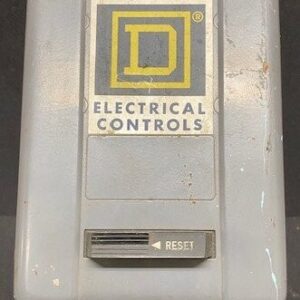 D ®
ELECTRICAL
CONTROLS
◄ RESET